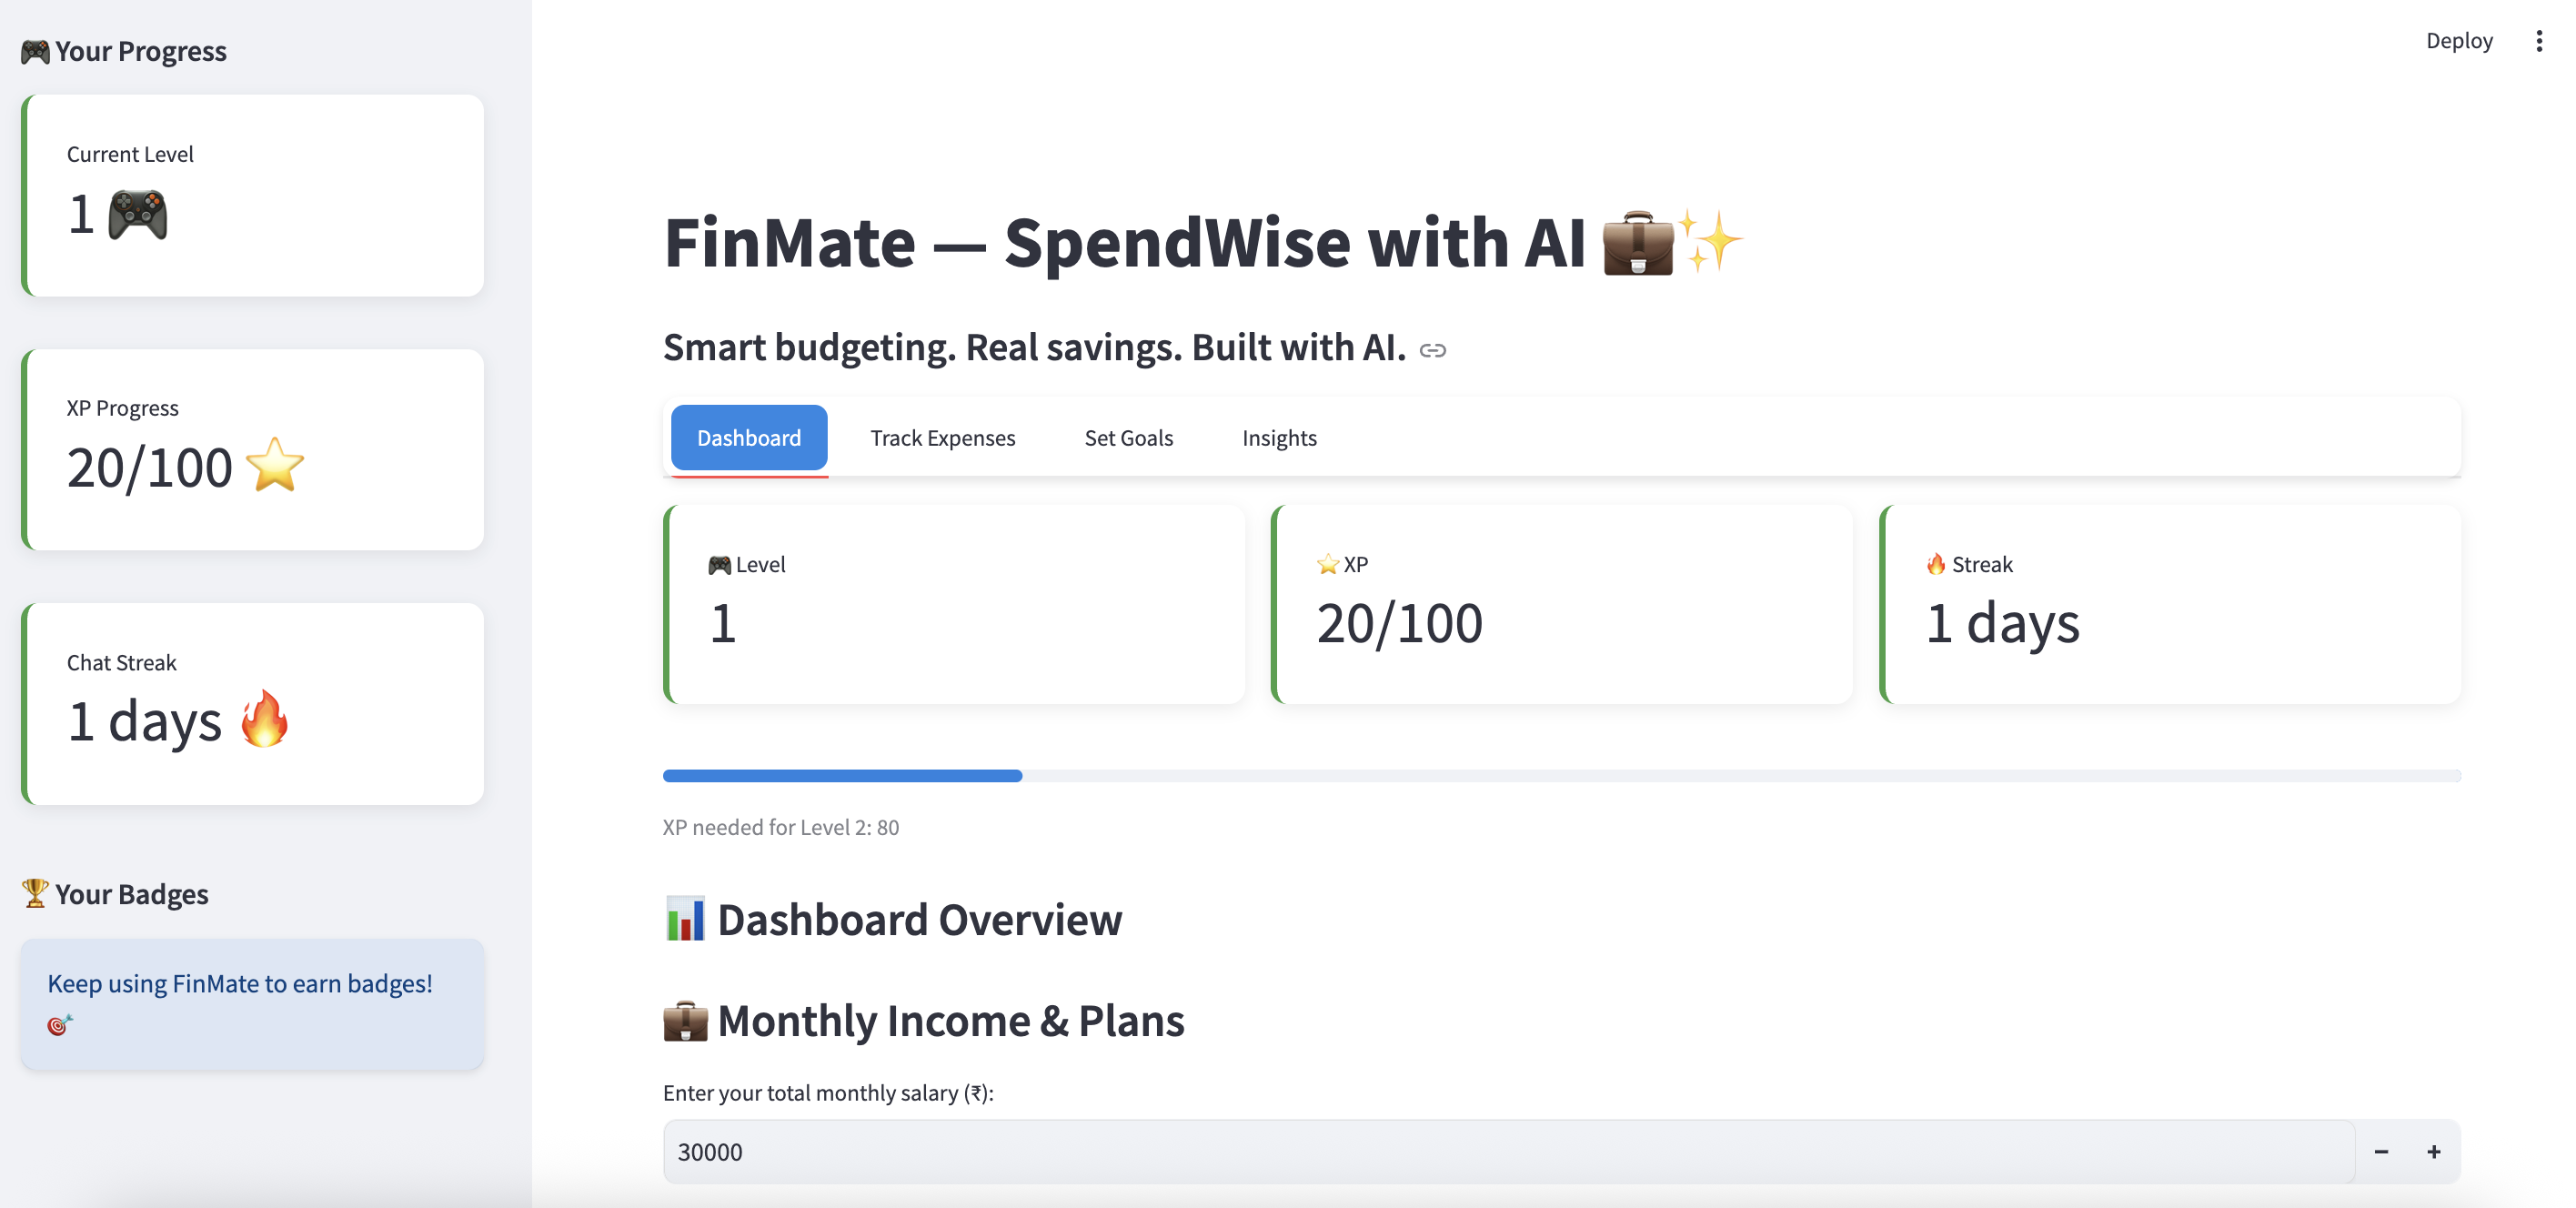 🎮 Your Progress
Current Level
1 🎮
XP Progress
20/100 ⭐
Chat Streak
1 days 🔥
🏆 Your Badges
Keep using FinMate to earn badges!
🎯
Deploy
FinMate — SpendWise with AI 💼✨
Smart budgeting. Real savings. Built with AI.
Dashboard
Track Expenses
Set Goals
Insights
🎮 Level
1
⭐ XP
20/100
🔥 Streak
1 days
XP needed for Level 2: 80
📊 Dashboard Overview
💼 Monthly Income & Plans
Enter your total monthly salary (₹):
30000